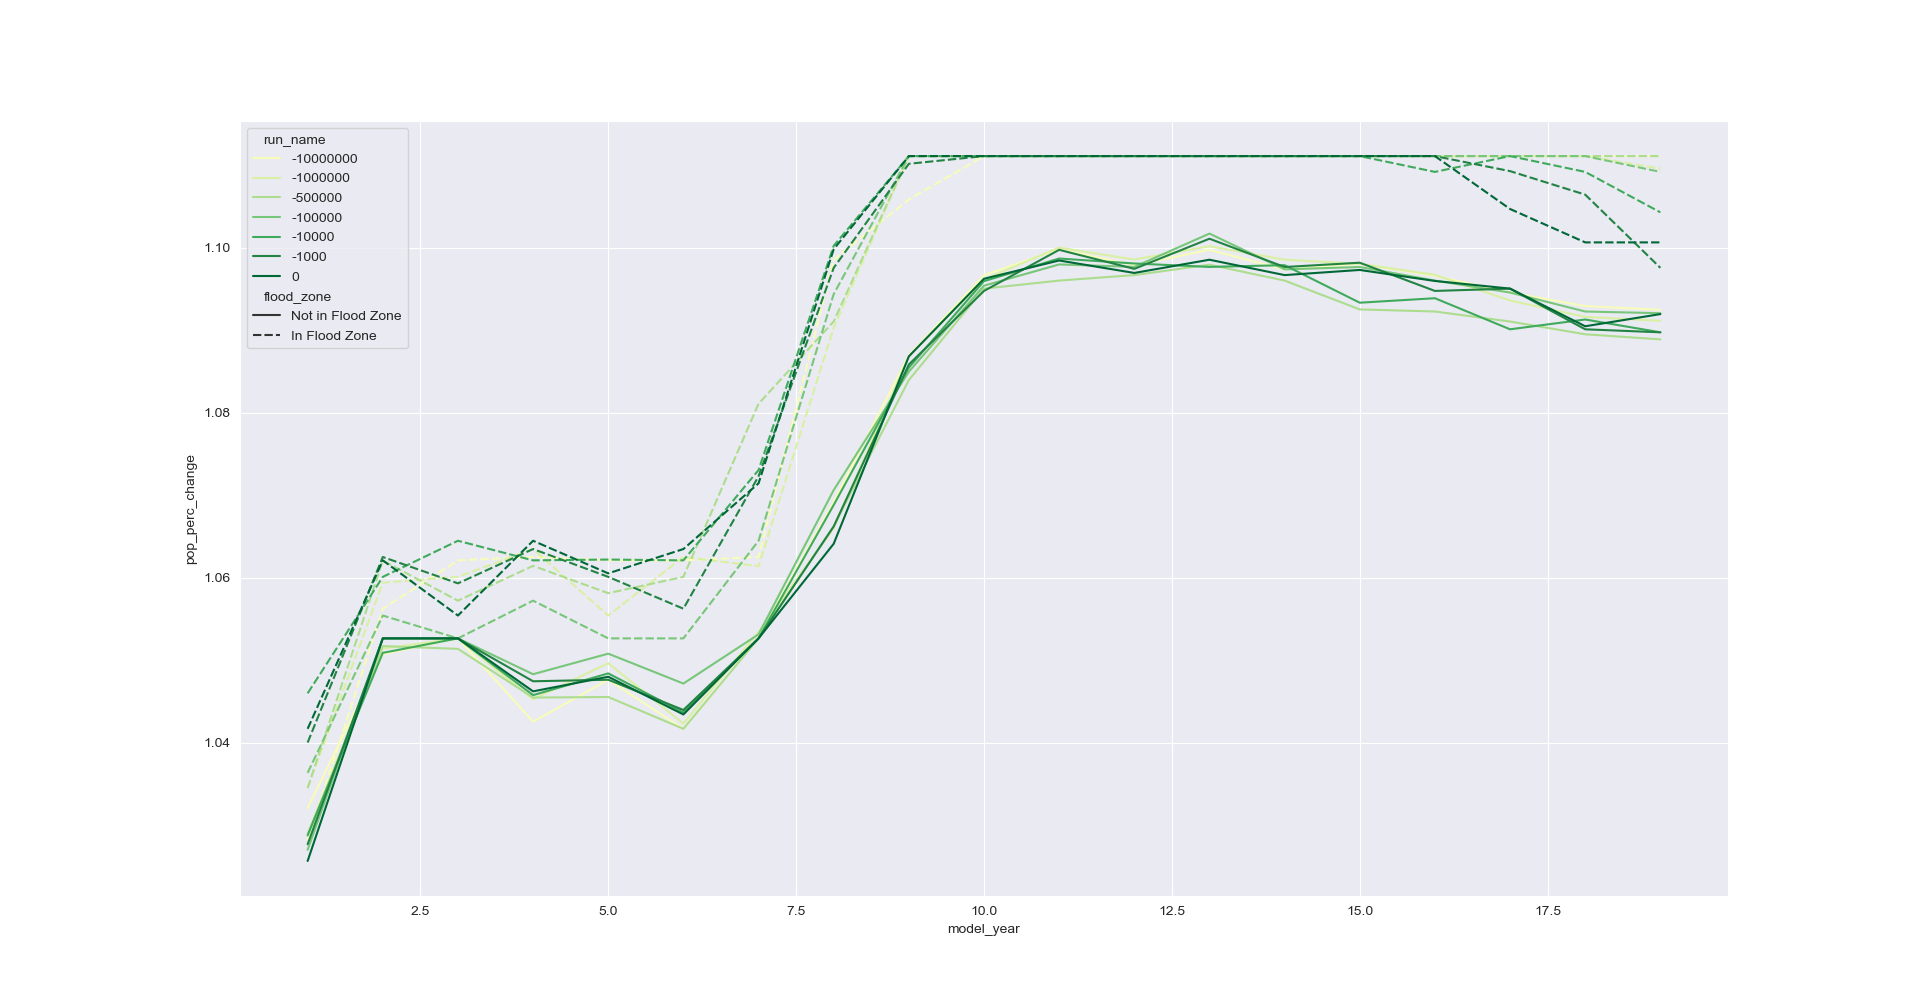 run_name
-10000000
-1000000
-500000
-100000
-10000
-1000
0
flood_zone
Not in Flood Zone
In Flood Zone
1.10
1.08
1.06
1.04
pop_perc_change
2.5 5.0 7.5 10.0 12.5 15.0 17.5
model_year